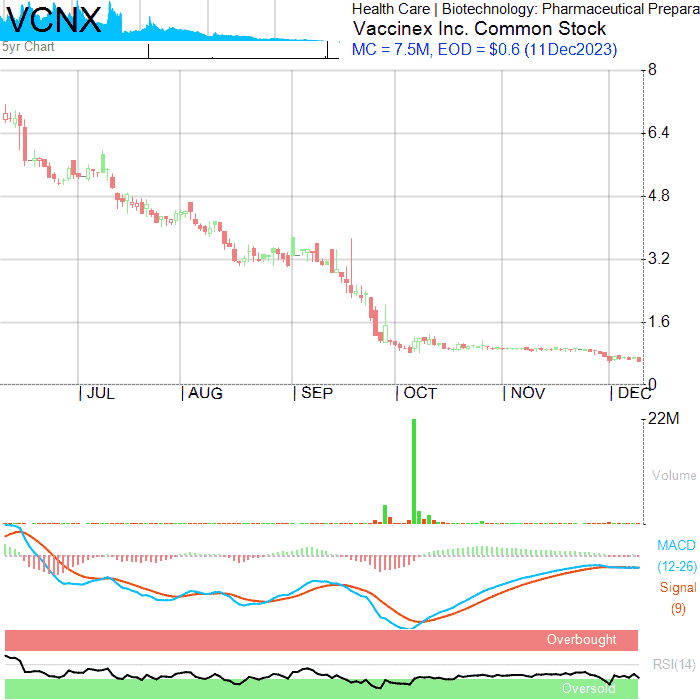 VCNX
5yr Chart
Health Care | Biotechnology: Pharmaceutical Prepara
Vaccinex Inc. Common Stock
MC = 7.5M, EOD = $0.6 (11Dec2023)
8
6.4
4.8
3.2
1.6
0
JUL AUG SEP OCT NOV DEC
22M
Volume
MACD
(12-26)
Signal
(9)
Overbought
RSI(14)
Oversold